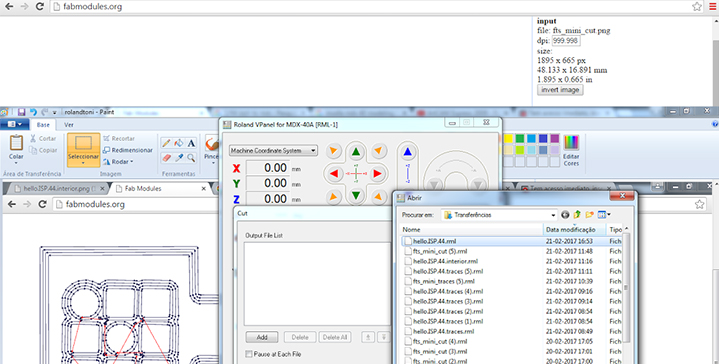 fabmodules.org
input
file: fts_mini_cut png
dpi: 999.998
size:
1895 x 665 px
48.133 x 16.891 mm
1.895 x 0.665 in
invert image
rolandtoni - Paint
Base Ver
Colar
Cortar
Copiar
Área de Transferência
Selecionar
Recortar
Redimensionar
Rodar
Imagem
Ferramentas
Pincé
Editar
Cores
Roland VPanel for MDX-40A [RML-1]
Machine Coordinate System
X 0.00 mm
Y 0.00 mm
Z 0.00 mm
hello.ISP.44.interior.png (
Fab Modules
fabmodules.org
Cut
Output File List
Add Delete Delete All
Pause at Each File
Abrir
Procurar em: Transferências
Nome Data modificação Tipo
hello.ISP.44.rml 21-02-2017 16:53 Fich
fts_mini_cut (5).rml 21-02-2017 11:48 Fich
hello.ISP.44.interior.rml 21-02-2017 11:16 Fich
hello.ISP.44.traces (5).rml 21-02-2017 11:11 Fich
fts_mini_traces (5).rml 21-02-2017 10:39 Fich
hello.ISP.44.traces (4).rml 21-02-2017 09:16 Fich
hello.ISP.44.traces (3).rml 21-02-2017 09:14 Fich
hello.ISP.44.traces (2).rml 21-02-2017 08:54 Fich
hello.ISP.44.traces (1).rml 21-02-2017 08:54 Fich
hello.ISP.44.traces.rml 21-02-2017 08:49 Fich
fts_mini_cut (4).rml 20-02-2017 17:05 Fich
fts_mini_cut (3).rml 20-02-2017 17:05 Fich
fts_mini_cut (2).rml 20-02-2017 17:02 Fich